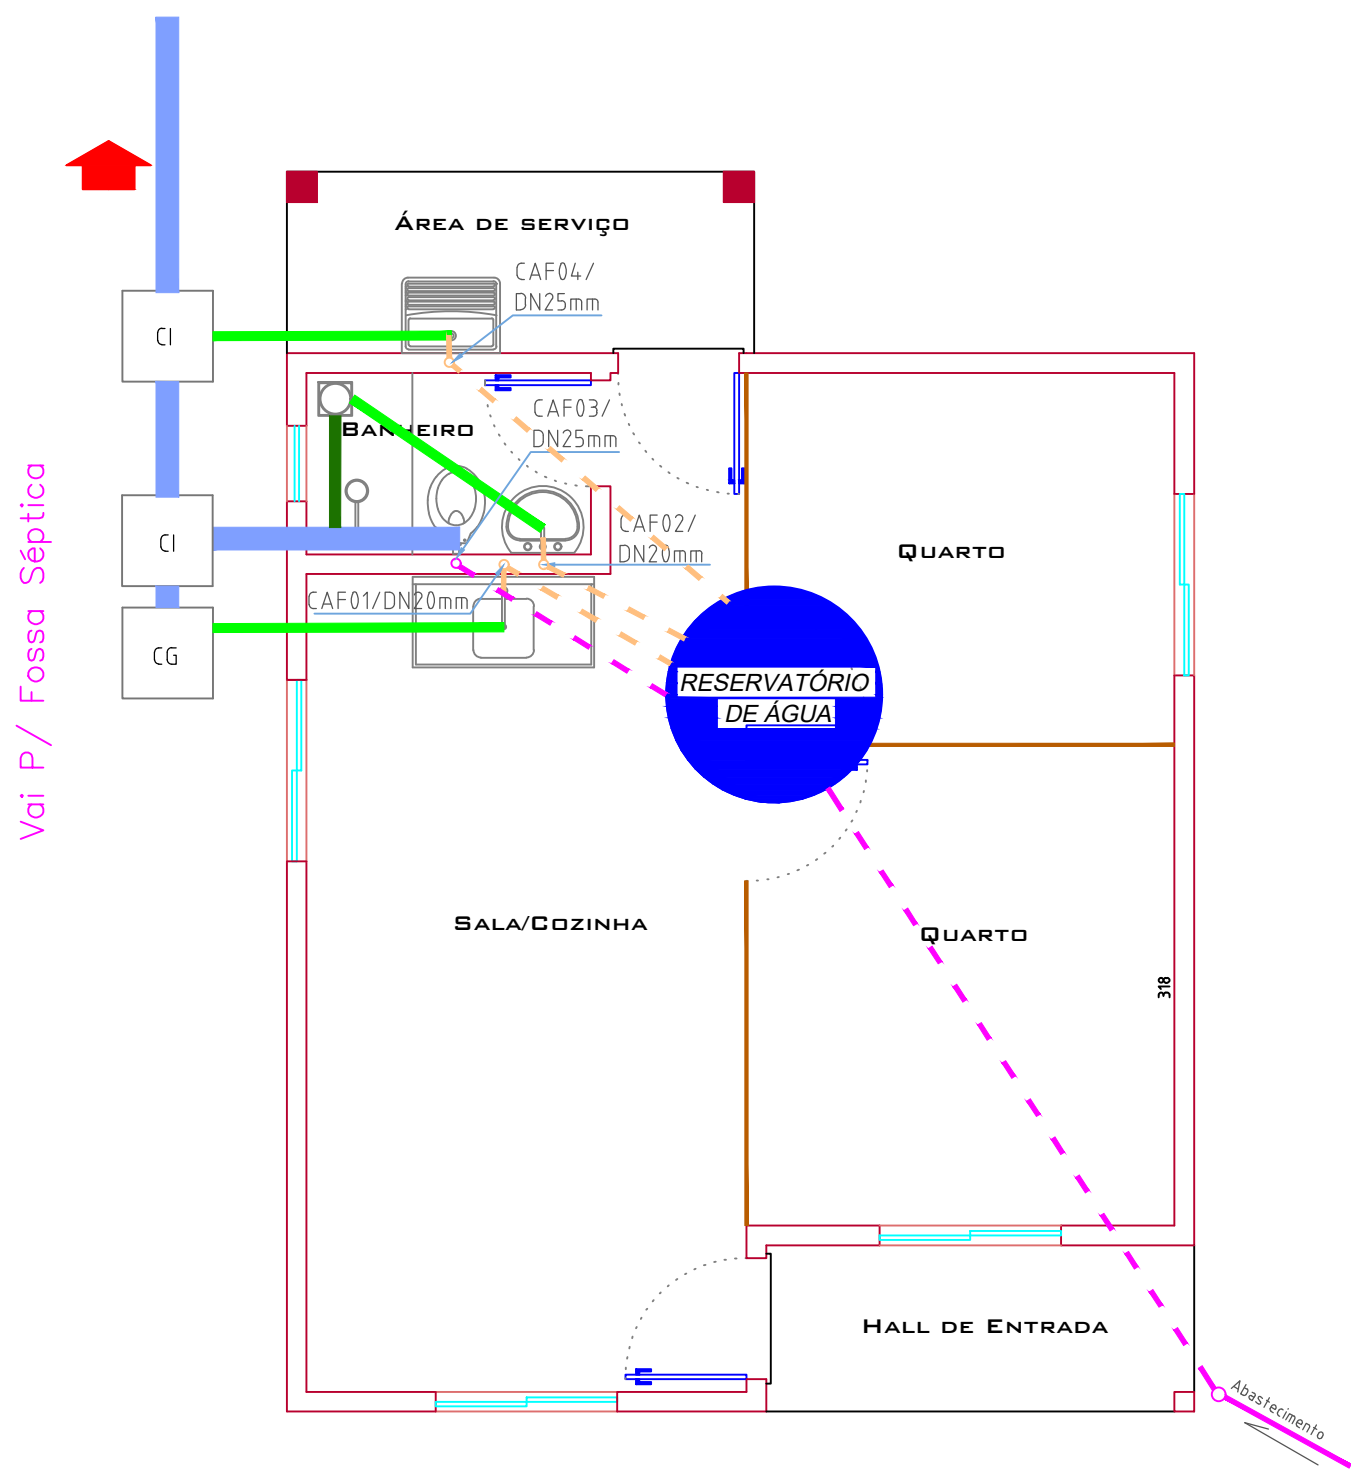 ÁREA DE SERVIÇO
CAF04/
DN25mm
CI
CAF03/
DN25mm
BANHEIRO
CAF02/
DN20mm
CI
QUARTO
CAF01/DN20mm
CG
Vai P/ Fossa Séptica
RESERVATÓRIO
DE ÁGUA
SALA/COZINHA
QUARTO
318
HALL DE ENTRADA
Abastecimento